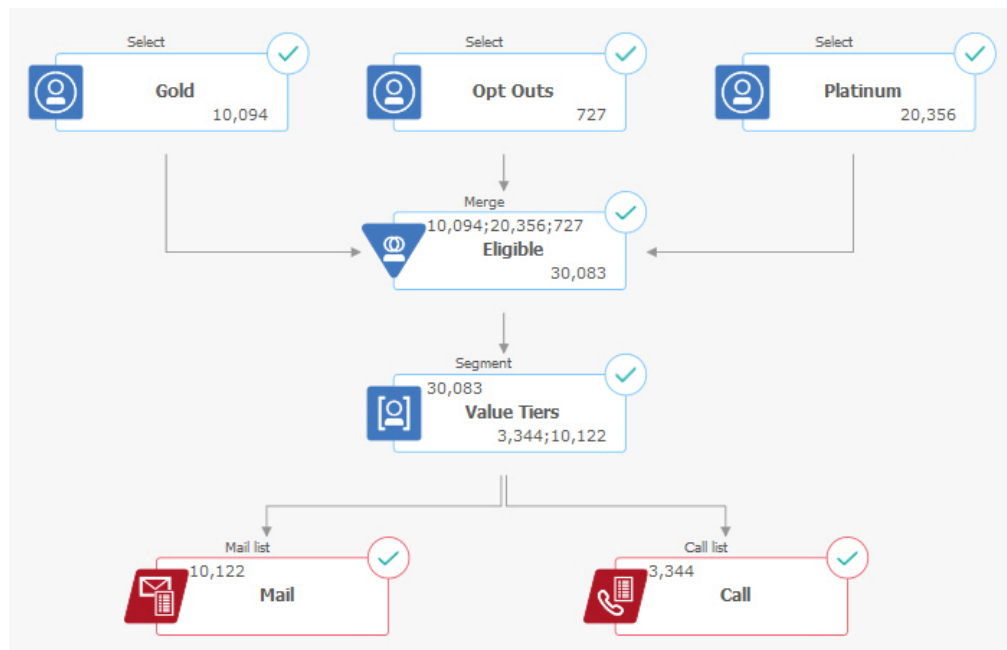 Select
Gold
10,094
Select
Opt Outs
727
Select
Platinum
20,356
Merge
10,094;20,356;727
Eligible
30,083
Segment
30,083
Value Tiers
3,344;10,122
Mail list
10,122
Mail
Call list
3,344
Call